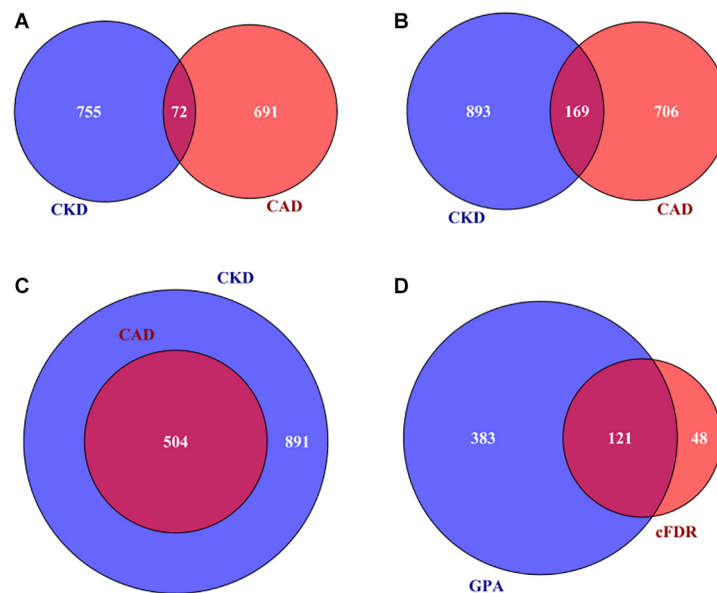 A
B
755
72
691
893
169
706
CKD
CAD
CKD
CAD
C
CKD
D
CAD
504
891
383
121
48
cFDR
GPA